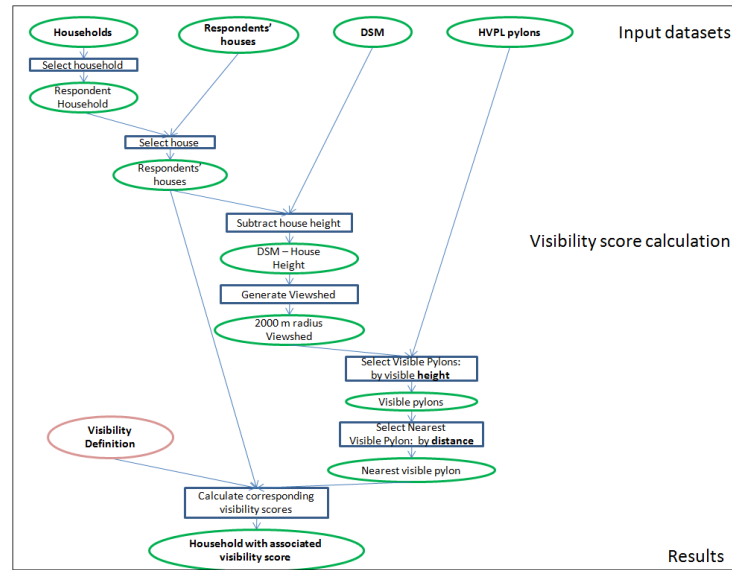 Households
Respondents'
houses
DSM
HVPL pylons
Input datasets
Select household
Respondent
Household
Select house
Respondents'
houses
Subtract house height
Visibility score calculation
DSM – House
Height
Generate Viewshed
2000 m radius
Viewshed
Select Visible Pylons:
by visible height
Visible pylons
Select Nearest
Visible Pylon: by distance
Visibility
Definition
Nearest visible pylon
Calculate corresponding
visibility scores
Household with associated
visibility score
Results